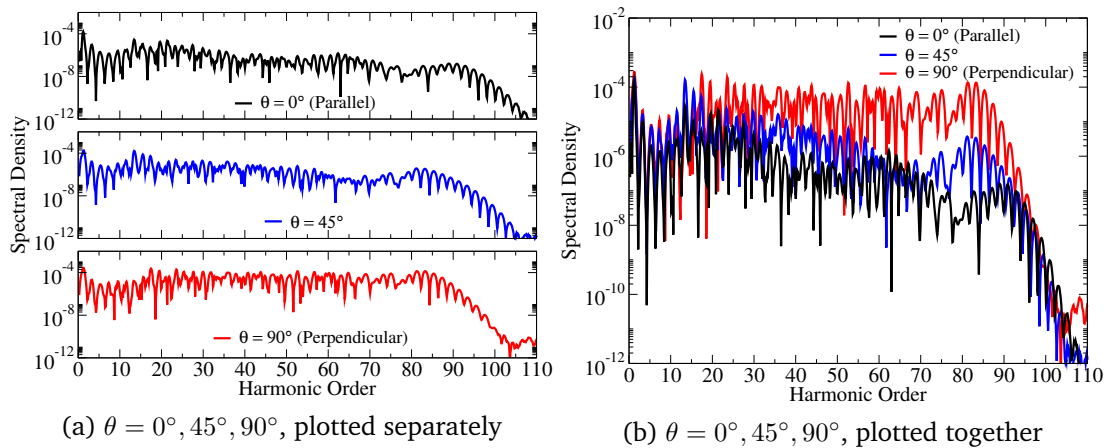 10⁻⁴
10⁻⁸
10⁻¹²
θ = 0° (Parallel)
10⁻⁴
10⁻⁸
10⁻¹²
θ = 45°
10⁻⁴
10⁻⁸
10⁻¹²
θ = 90° (Perpendicular)
Spectral Density
0 10 20 30 40 50 60 70 80 90 100 110
Harmonic Order
(a) θ = 0°, 45°, 90°, plotted separately
10⁻²
10⁻⁴
10⁻⁶
10⁻⁸
10⁻¹⁰
10⁻¹²
Spectral Density
θ = 0° (Parallel)
θ = 45°
θ = 90° (Perpendicular)
0 10 20 30 40 50 60 70 80 90 100 110
Harmonic Order
(b) θ = 0°, 45°, 90°, plotted together